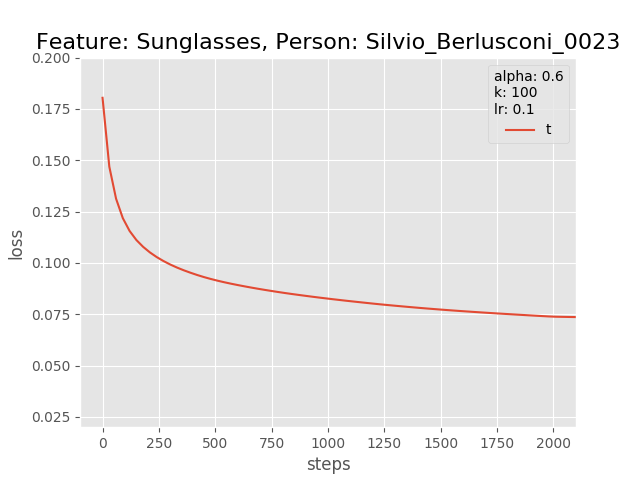 Feature: Sunglasses, Person: Silvio_Berlusconi_0023
alpha: 0.6
k: 100
lr: 0.1
t
0.200
0.175
0.150
0.125
0.100
0.075
0.050
0.025
loss
0 250 500 750 1000 1250 1500 1750 2000
steps